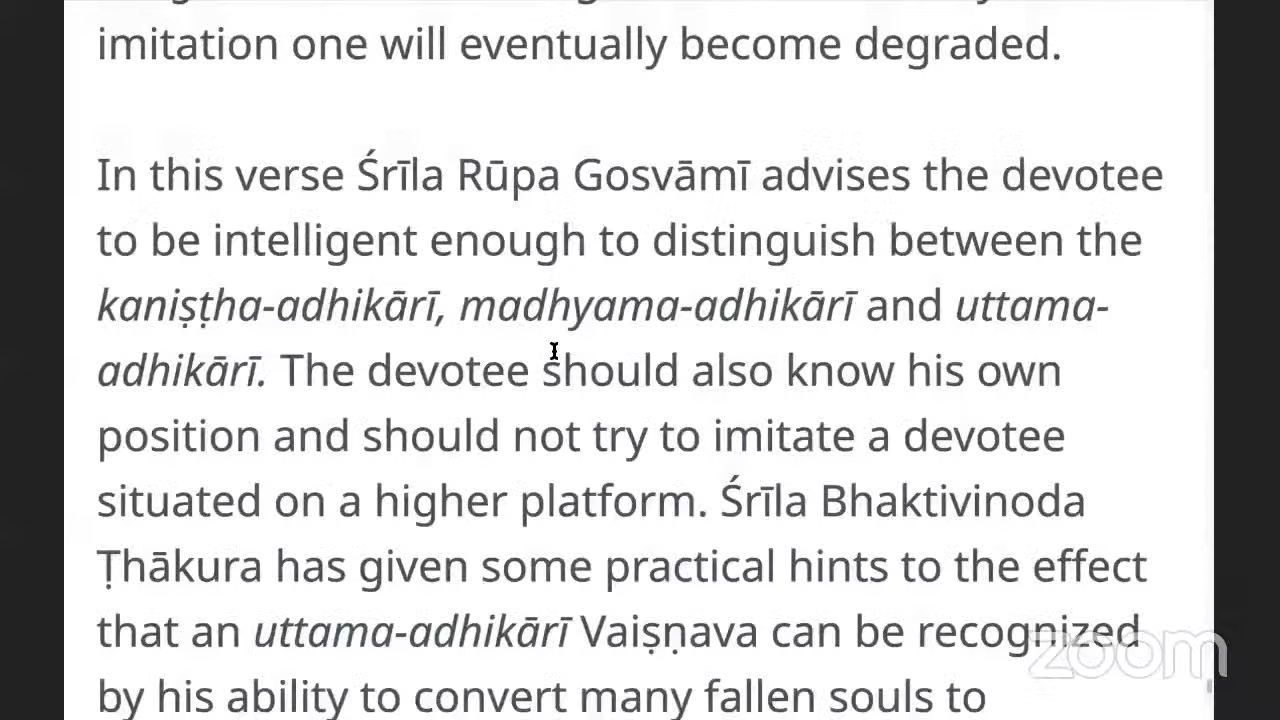 imitation one will eventually become degraded.
In this verse Śrīla Rūpa Gosvāmī advises the devotee
to be intelligent enough to distinguish between the
kaniṣṭha-adhikārī, madhyama-adhikārī and uttama-
adhikārī. The devotee should also know his own
position and should not try to imitate a devotee
situated on a higher platform. Śrīla Bhaktivinoda
Ṭhākura has given some practical hints to the effect
that an uttama-adhikārī Vaiṣṇava can be recognized
by his ability to convert many fallen souls to
zoom